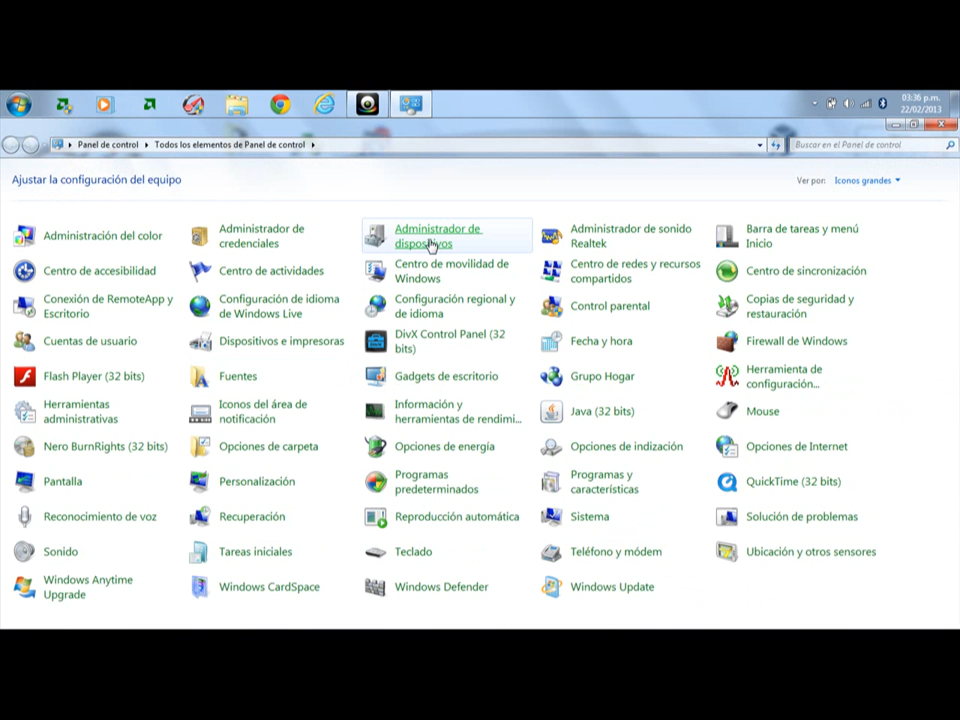 03:36 p.m.
22/02/2013
Panel de control
Todos los elementos de Panel de control
Buscar en el Panel de control
Ajustar la configuración del equipo
Ver por:
Iconos grandes
Administración del color
Administrador de
credenciales
Administrador de
dispositivos
Administrador de sonido
Realtek
Barra de tareas y menú
Inicio
Centro de accesibilidad
Centro de actividades
Centro de movilidad de
Windows
Centro de redes y recursos
compartidos
Centro de sincronización
Conexión de RemoteApp y
Escritorio
Configuración de idioma
de Windows Live
Configuración regional y
de idioma
Control parental
Copias de seguridad y
restauración
Cuentas de usuario
Dispositivos e impresoras
DivX Control Panel (32
bits)
Fecha y hora
Firewall de Windows
Flash Player (32 bits)
Fuentes
Gadgets de escritorio
Grupo Hogar
Herramienta de
configuración...
Herramientas
administrativas
Iconos del área de
notificación
Información y
herramientas de rendimi...
Java (32 bits)
Mouse
Nero BurnRights (32 bits)
Opciones de carpeta
Opciones de energía
Opciones de indización
Opciones de Internet
Pantalla
Personalización
Programas
predeterminados
Programas y
características
QuickTime (32 bits)
Reconocimiento de voz
Recuperación
Reproducción automática
Sistema
Solución de problemas
Sonido
Tareas iniciales
Teclado
Teléfono y módem
Ubicación y otros sensores
Windows Anytime
Upgrade
Windows CardSpace
Windows Defender
Windows Update